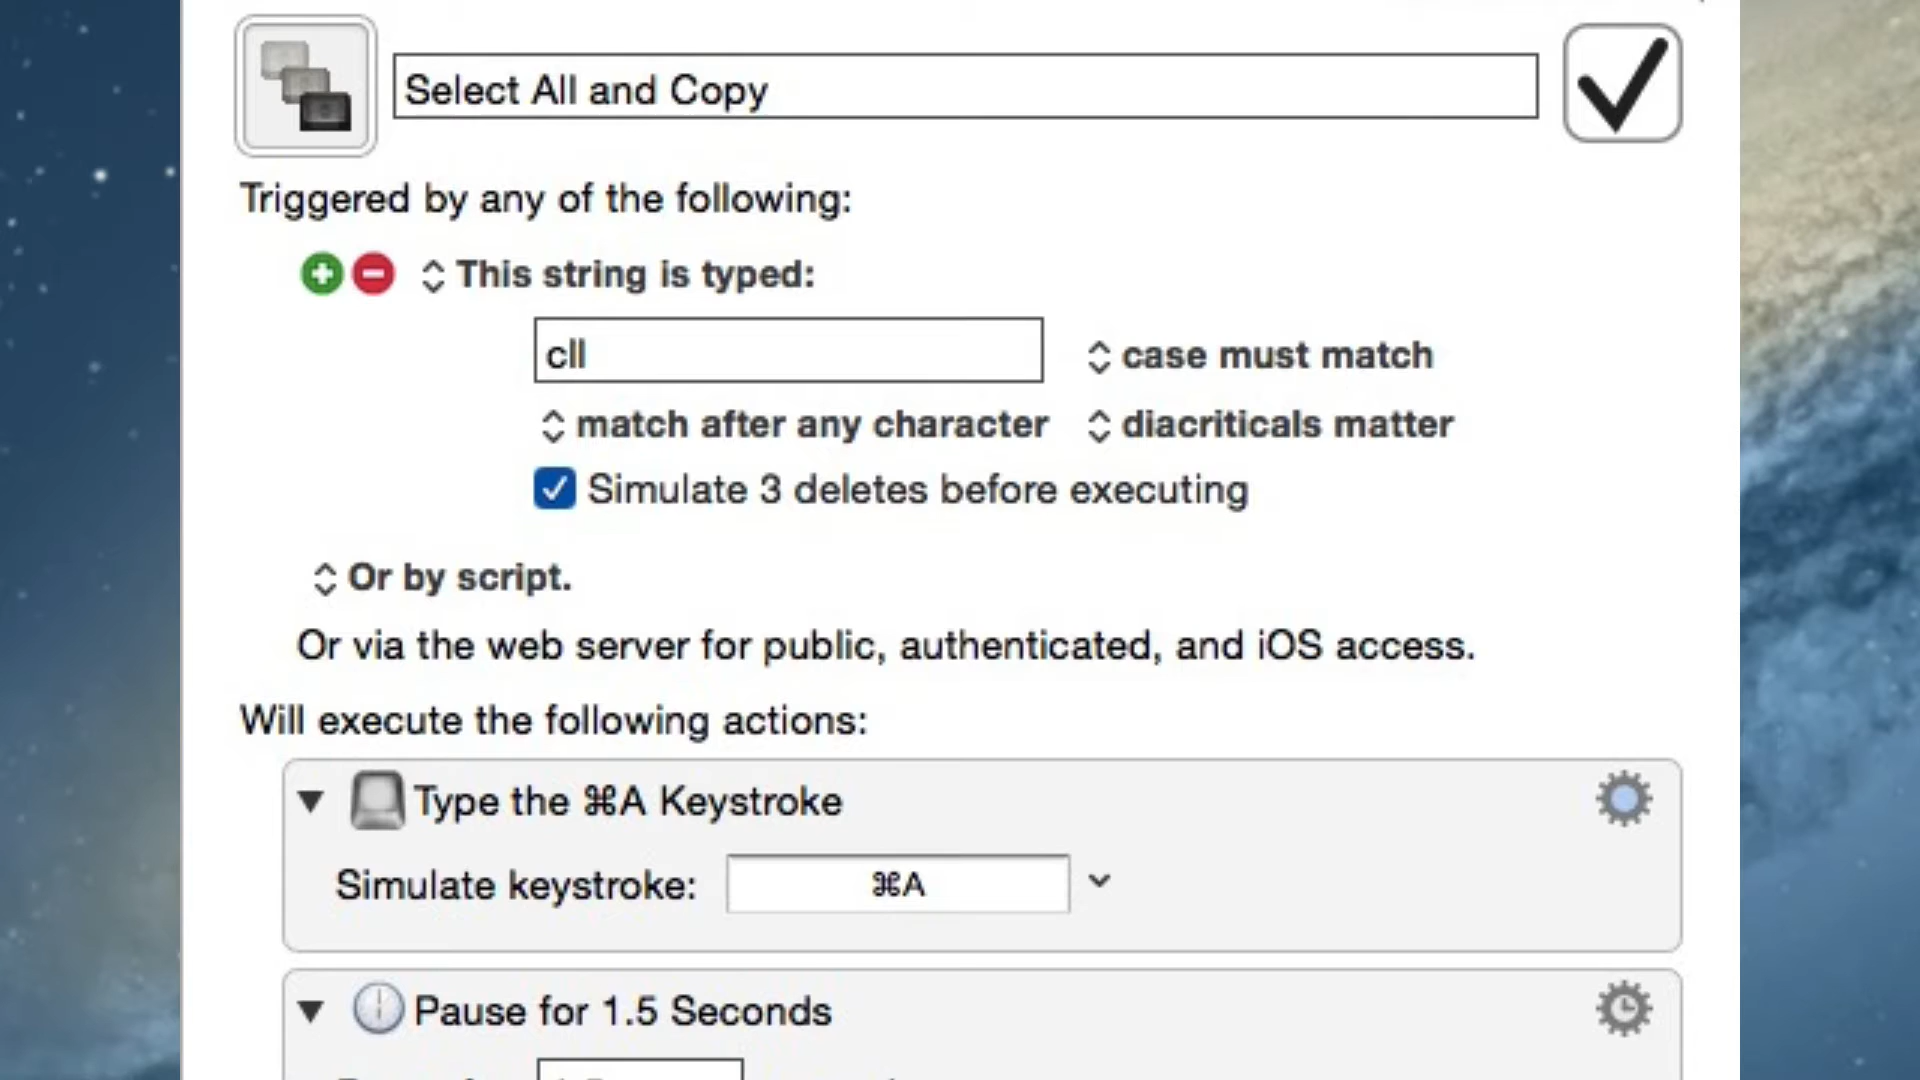 Select All and Copy
Triggered by any of the following:
This string is typed:
cll
case must match
match after any character
diacriticals matter
Simulate 3 deletes before executing
Or by script.
Or via the web server for public, authenticated, and iOS access.
Will execute the following actions:
Type the ⌘A Keystroke
Simulate keystroke: ⌘A
Pause for 1.5 Seconds